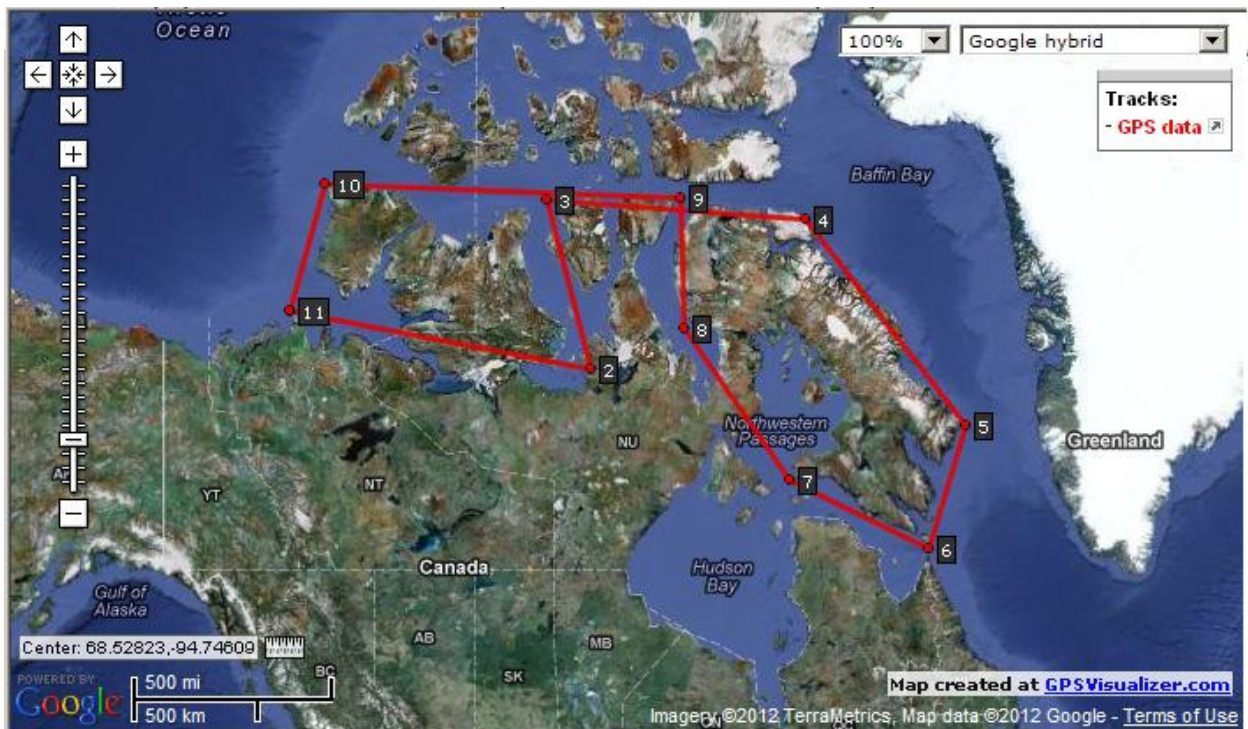 Ocean
100%
Google hybrid
Tracks:
- GPS data
Baffin Bay
10
3
9
4
11
8
2
Northwestern
Passages
5
Greenland
NU
7
YT
NT
6
Canada
Hudson
Bay
Gulf of
Alaska
AB
MB
Center: 68.52823,-94.74609
BC
SK
POWERED BY
Google
500 mi
500 km
Map created at GPSVisualizer.com
Imagery ©2012 TerraMetrics, Map data ©2012 Google - Terms of Use